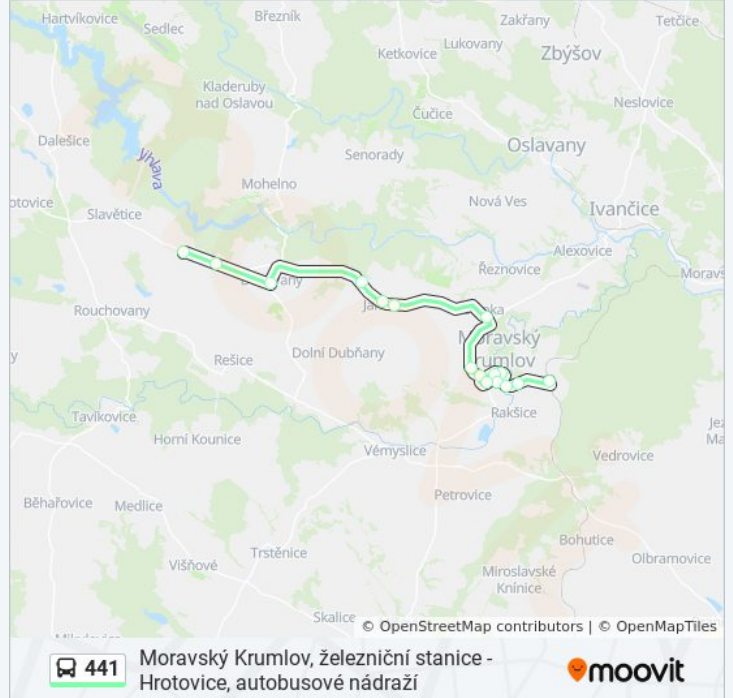 Hartvíkovice
Březník
Zakřany
Tetčice
Sedlec
Lukovany
Ketkovice
Zbýšov
Kladeruby
nad Oslavou
Neslovice
Čučice
Dalešice
Oslavany
Jihlava
Senorady
Mohelno
Nová Ves
Ivančice
Slavětice
Alexovice
Řeznovice
Moravs
Rouchovany
Moravský
Krumlov
Rešice
Dolní Dubňany
Rakšice
Tavíkovice
Horní Kounice
Vémyslice
Vedrovice
Petrovice
Běhařovice
Medlice
Trstěnice
Bohutice
Olbramovice
Višňové
Miroslavské
Knínice
Skalice
© OpenStreetMap contributors | © OpenMapTiles
441
Moravský Krumlov, železniční stanice -
Hrotovice, autobusové nádraží
moovit